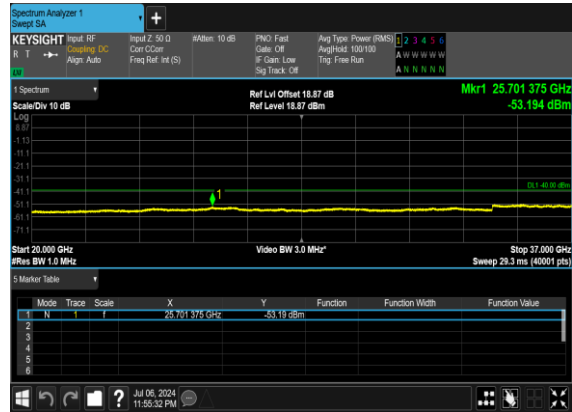 Spectrum Analyzer 1
Swept SA
+
KEYSIGHT Input: RF Input Z: 50 Ω #Atten: 10 dB PNO: Fast Avg Type: Power (RMS) 1 2 3 4 5 6
R T Coupling: DC Corr CCorr Gate: Off Avg|Hold: 100/100 A W W W W W
Align: Auto Freq Ref: Int (S) IF Gain: Low Trig: Free Run
Sig Track: Off A N N N N N
LW
1 Spectrum Ref Lvl Offset 18.87 dB Mkr1 25.701 375 GHz
Scale/Div 10 dB Ref Level 18.87 dBm -53.194 dBm
Log
8.87
-1.13
-11.1
-21.1
-31.1
DL1 -40.00 dBm
-41.1
1
-51.1
-61.1
-71.1
Start 20.000 GHz Video BW 3.0 MHz* Stop 37.000 GHz
#Res BW 1.0 MHz Sweep 29.3 ms (40001 pts)
5 Marker Table
Mode Trace Scale X Y Function Function Width Function Value
1 N 1 f 25.701 375 GHz -53.19 dBm
2
3
4
5
6
? Jul 06, 2024
11:55:32 PM